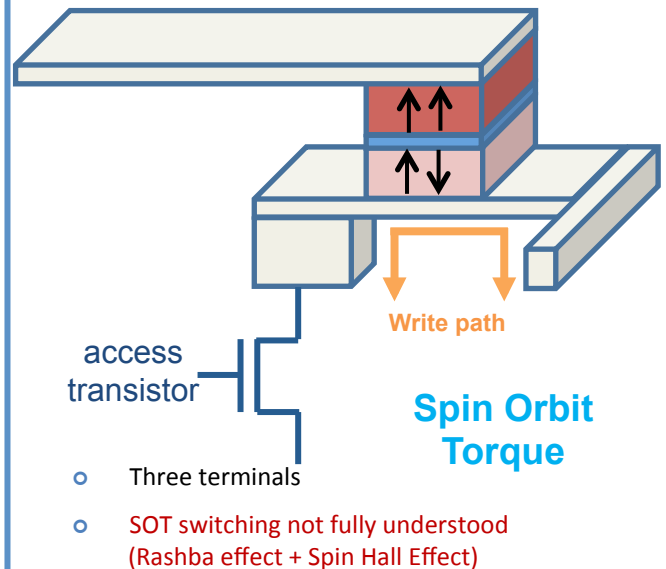 Write path
access
transistor
Spin Orbit
Torque
Three terminals
SOT switching not fully understood
(Rashba effect + Spin Hall Effect)